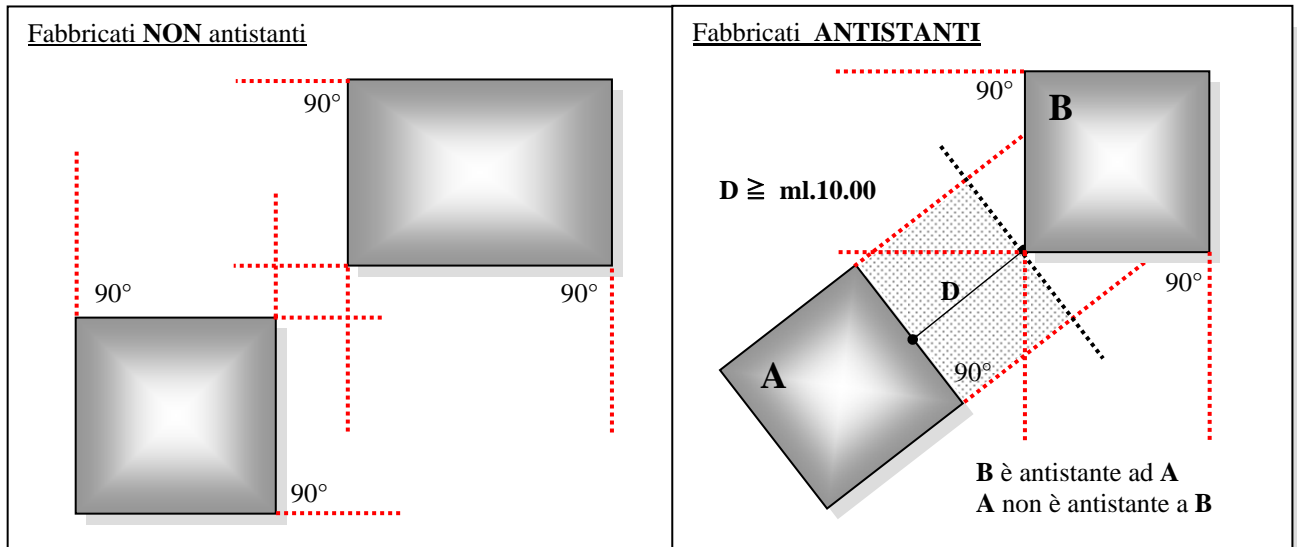 Fabbricati NON antistanti
90°
90°
90°
90°
Fabbricati ANTISTANTI
90°
B
D ≧ ml.10.00
90°
D
A
90°
B è antistante ad A
A non è antistante a B